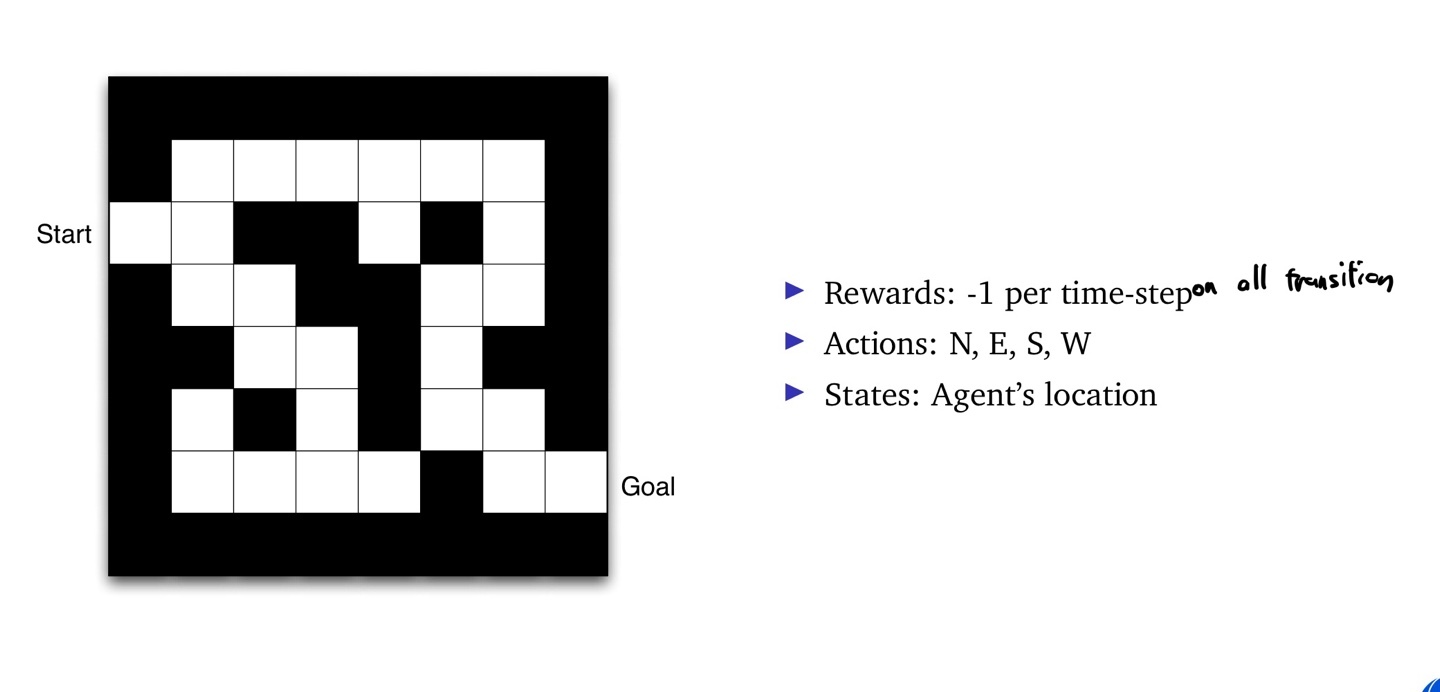 Start
Goal
Rewards: -1 per time-step on all transition
Actions: N, E, S, W
States: Agent’s location